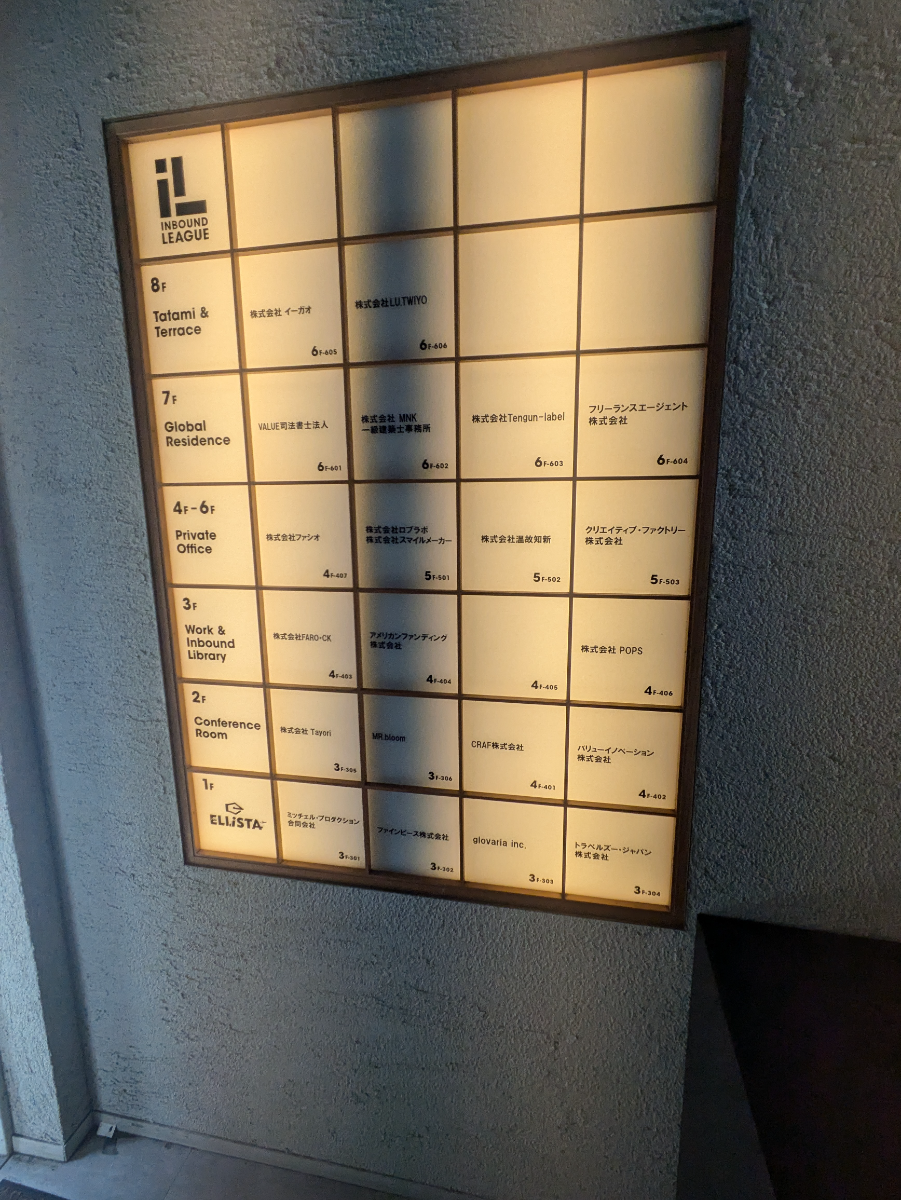 iL
INBOUND
LEAGUE
8F
Tatami &
Terrace
株式会社 イーガオ
6F-605
株式会社LU.TWIYO
6F-606
7F
Global
Residence
VALUE司法書士法人
6F-601
株式会社 MNK
一級建築士事務所
6F-602
株式会社Tengun-label
6F-603
フリーランスエージェント
株式会社
6F-604
4F-6F
Private
Office
株式会社ファシオ
4F-407
株式会社ロプラボ
株式会社スマイルメーカー
5F-501
株式会社温故知新
5F-502
クリエイティブ・ファクトリー
株式会社
5F-503
3F
Work &
Inbound
Library
株式会社FARO・CK
4F-403
アメリカンファンディング
株式会社
4F-404
4F-405
株式会社 POPS
4F-406
2F
Conference
Room
株式会社 Tayori
3F-305
MR.bloom
3F-306
CRAF株式会社
4F-401
バリューイノベーション
株式会社
4F-402
1F
ELLiSTA
ミッチェル・プロダクション
合同会社
3F-301
ファインピース株式会社
3F-302
glovaria inc.
3F-303
トラベルズー・ジャパン
株式会社
3F-304